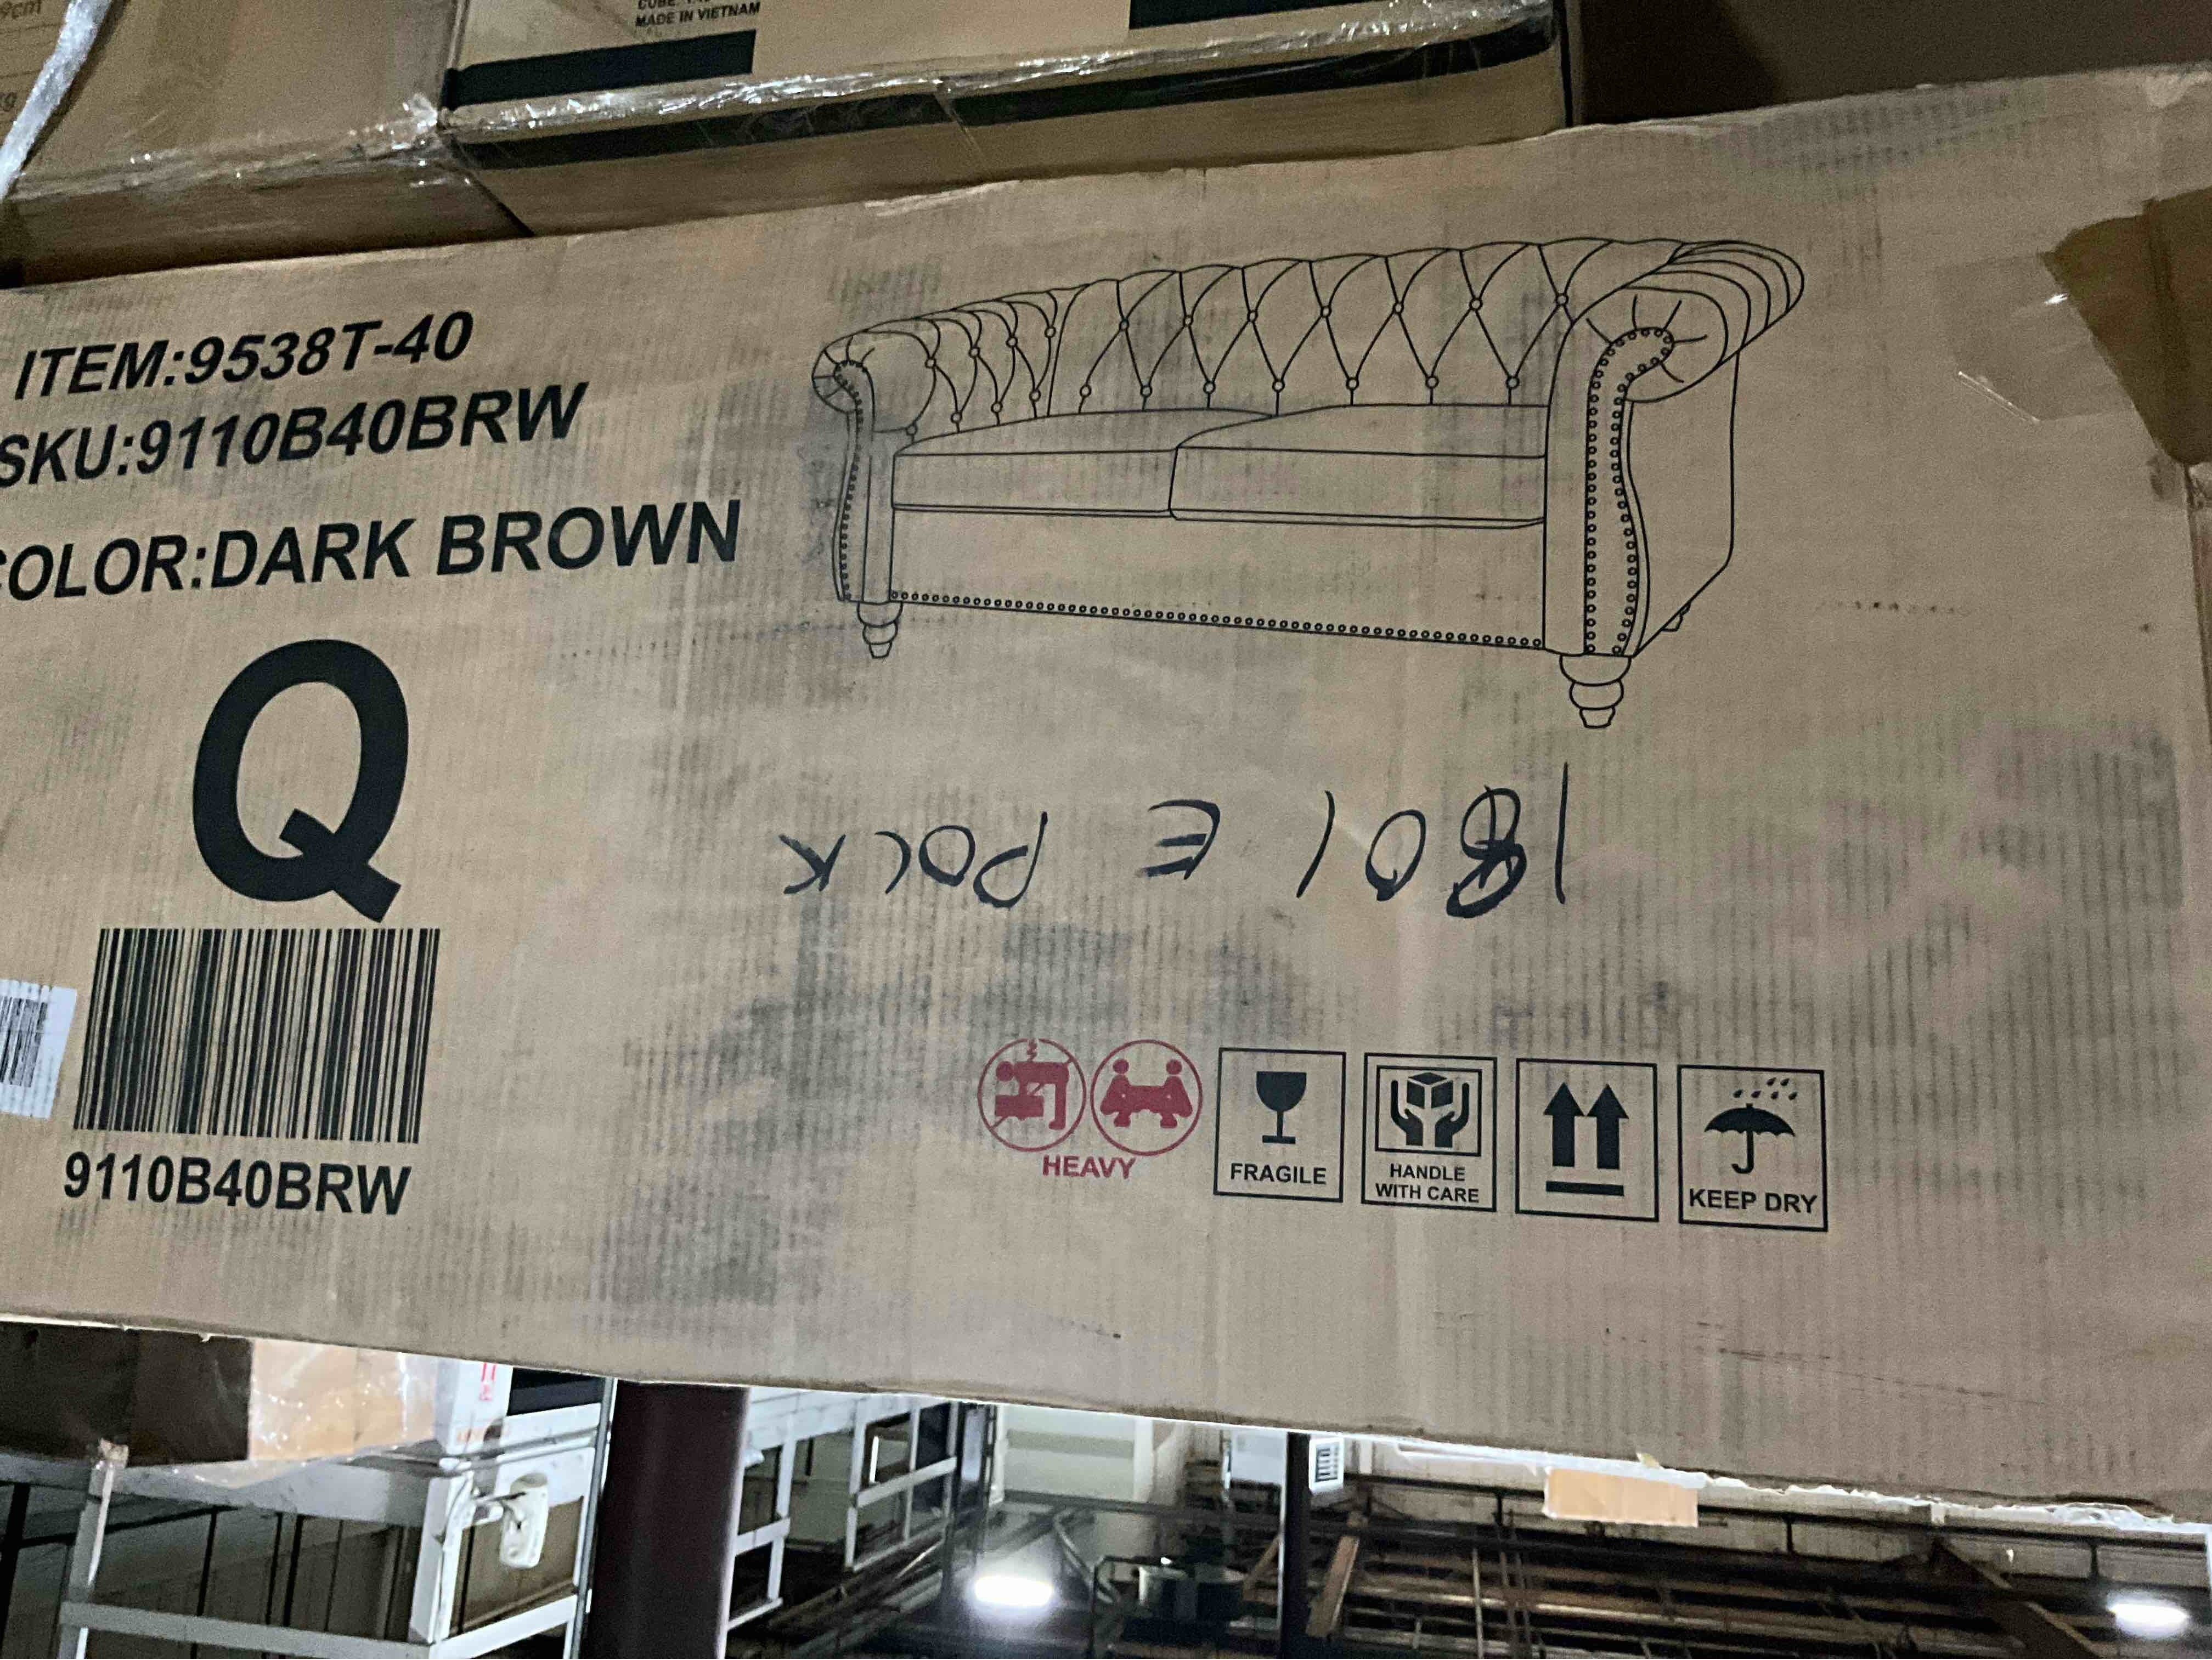 MADE IN VIETNAM
ITEM:9538T-40
SKU:9110B40BRW
COLOR:DARK BROWN
Q
1801 E POCK
9110B40BRW
HEAVY
FRAGILE
HANDLE
WITH CARE
KEEP DRY